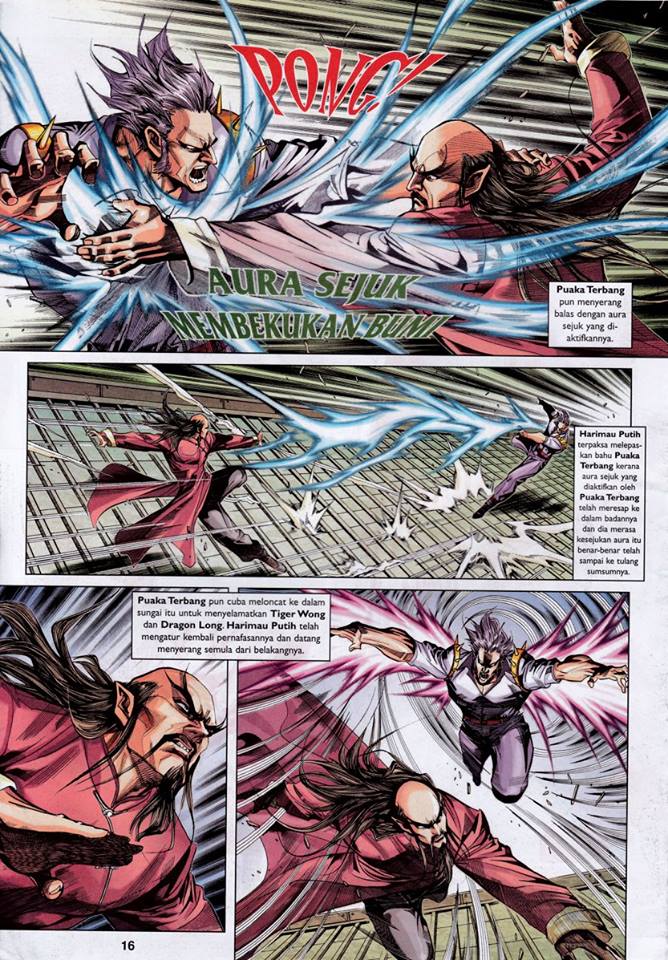 PONG!
AURA SEJUK
MEMBEKUKAN BUMI
Puaka Terbang
pun menyerang
balas dengan aura
sejuk yang di-
aktifkannya.
Harimau Putih
terpaksa melepas-
kan bahu Puaka
Terbang kerana
aura sejuk yang
diaktifkan oleh
Puaka Terbang
telah meresap ke
dalam badannya
dan dia merasa
kesejukan aura itu
benar-benar telah
sampai ke tulang
sumsumnya.
Puaka Terbang pun cuba meloncat ke dalam
sungai itu untuk menyelamatkan Tiger Wong
dan Dragon Long. Harimau Putih telah
mengatur kembali pernafasannya dan datang
menyerang semula dari belakangnya.
16